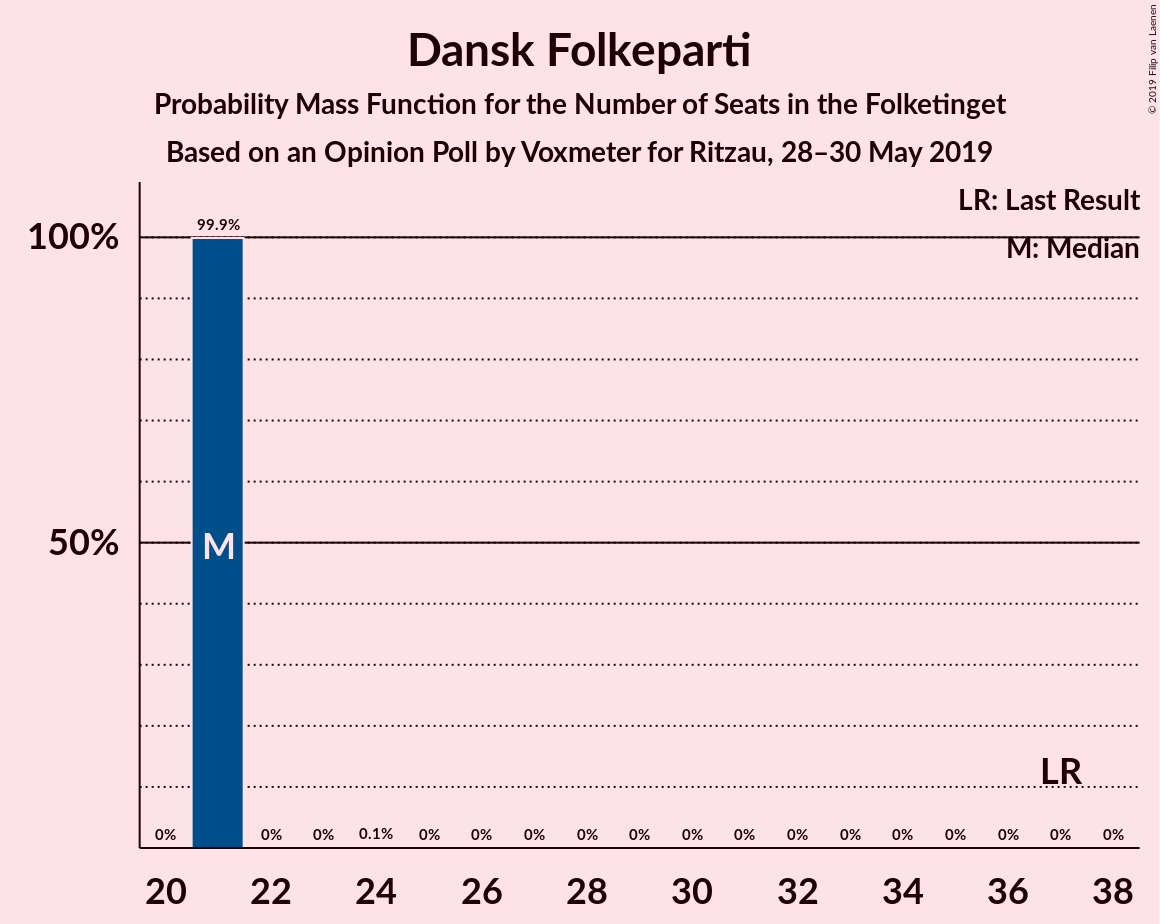 Dansk Folkeparti
Probability Mass Function for the Number of Seats in the Folketinget
Based on an Opinion Poll by Voxmeter for Ritzau, 28–30 May 2019
© 2019 Filip van Laenen
LR: Last Result
M: Median
100%
50%
99.9%
M
LR
0% 0% 0% 0.1% 0% 0% 0% 0% 0% 0% 0% 0% 0% 0% 0% 0% 0% 0%
20 22 24 26 28 30 32 34 36 38